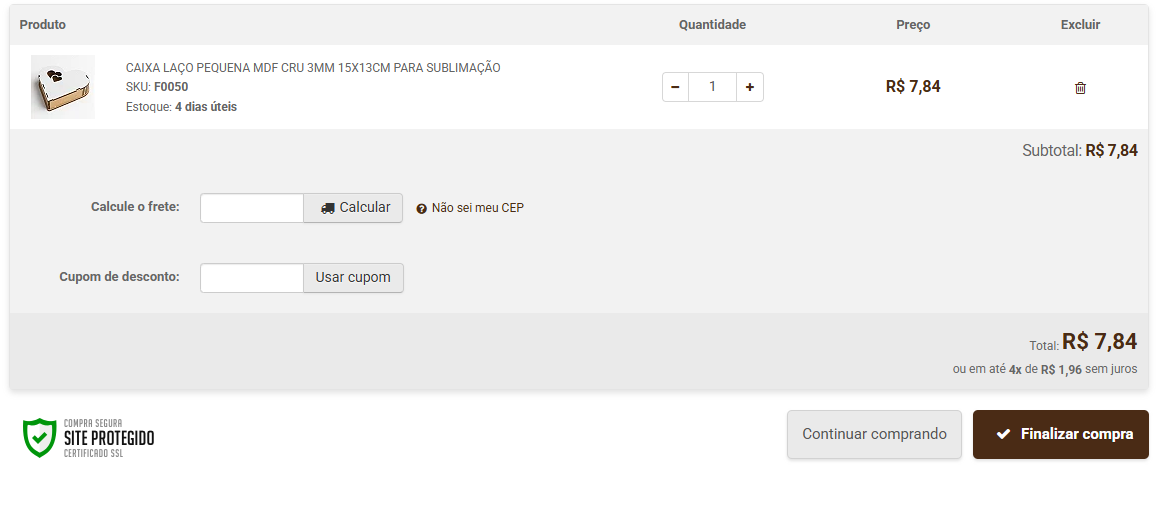 Produto Quantidade Preço Excluir
CAIXA LAÇO PEQUENA MDF CRU 3MM 15X13CM PARA SUBLIMAÇÃO
SKU: F0050
Estoque: 4 dias úteis
− 1 +
R$ 7,84
Subtotal: R$ 7,84
Calcule o frete: Calcular Não sei meu CEP
Cupom de desconto: Usar cupom
Total: R$ 7,84
ou em até 4x de R$ 1,96 sem juros
COMPRA SEGURA
SITE PROTEGIDO
CERTIFICADO SSL
Continuar comprando Finalizar compra